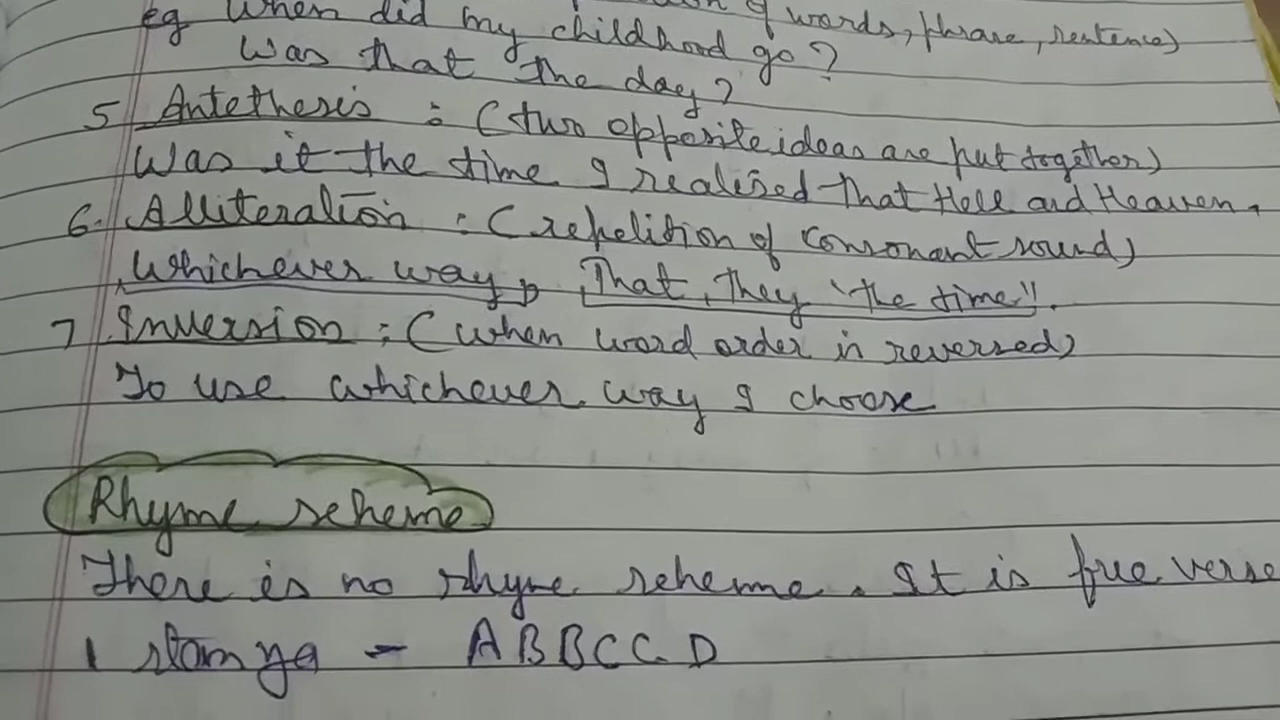 of words, phrase, sentence)
eg When did my childhood go?
Was that the day?
5 Antethesis : (two opposite ideas are put together)
Was it the time I realised that Hell and Heaven,
6. Alliteration : (repetition of consonant sound)
"Whichever way", "That, They 'the time".
7 Inversion : (when word order is reversed)
To use whichever way I choose
Rhyme scheme
There is no rhyme scheme. It is free verse
1 stanza - ABBCCD